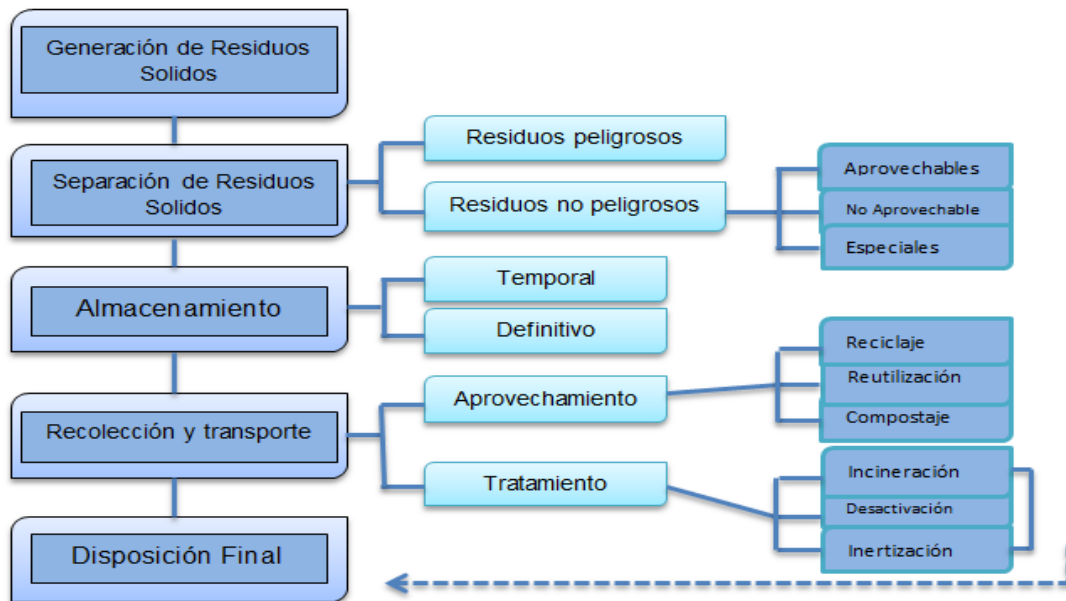 Generación de Residuos
Solidos
Separación de Residuos
Solidos
Residuos peligrosos
Residuos no peligrosos
Aprovechables
No Aprovechable
Especiales
Almacenamiento
Temporal
Definitivo
Recolección y transporte
Aprovechamiento
Reciclaje
Reutilización
Compostaje
Tratamiento
Incineración
Desactivación
Inertización
Disposición Final